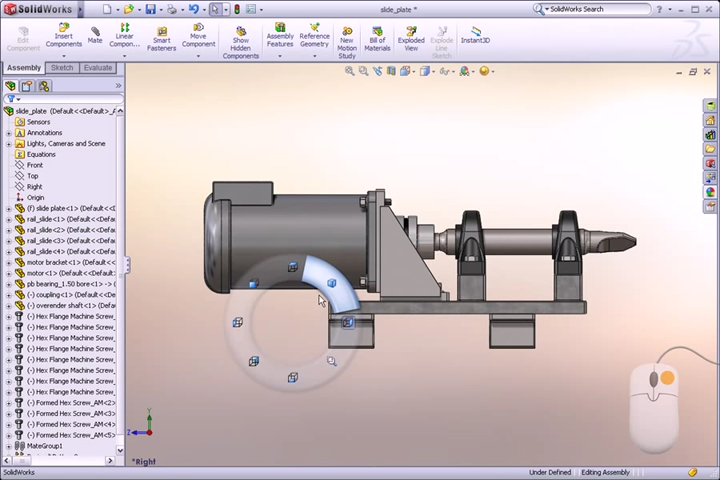 SolidWorks
slide_plate *
SolidWorks Search
Edit Component
Insert Components
Mate
Linear Compon...
Smart Fasteners
Move Component
Show Hidden Components
Assembly Features
Reference Geometry
New Motion Study
Bill of Materials
Exploded View
Explode Line Sketch
Instant3D
Assembly
Sketch
Evaluate
slide_plate (Default<<Default>_A
Sensors
Annotations
Lights, Cameras and Scene
Equations
Front
Top
Right
Origin
(f) slide plate<1> (Default<
rail_slide<1> (Default<<Defa
rail_slide<2> (Default<<Defa
rail_slide<3> (Default<<Defa
rail_slide<4> (Default<<Defa
motor bracket<1> (Default<
motor<1> (Default<<Default
pb bearing_1.50 bore<1> ->
(-) coupling<1> (Default<<D
(-) overender shaft<1> (Def
(-) Hex Flange Machine Screw_
(-) Hex Flange Machine Screw_
(-) Hex Flange Machine Screw_
(-) Hex Flange Machine Screw_
(-) Hex Flange Machine Screw_
(-) Hex Flange Machine Screw_
(-) Hex Flange Machine Screw_
(-) Formed Hex Screw_AM<2>
(-) Formed Hex Screw_AM<3>
(-) Formed Hex Screw_AM<4>
(-) Formed Hex Screw_AM<5>
MateGroup1
Y
Z
*Right
SolidWorks
Under Defined
Editing Assembly